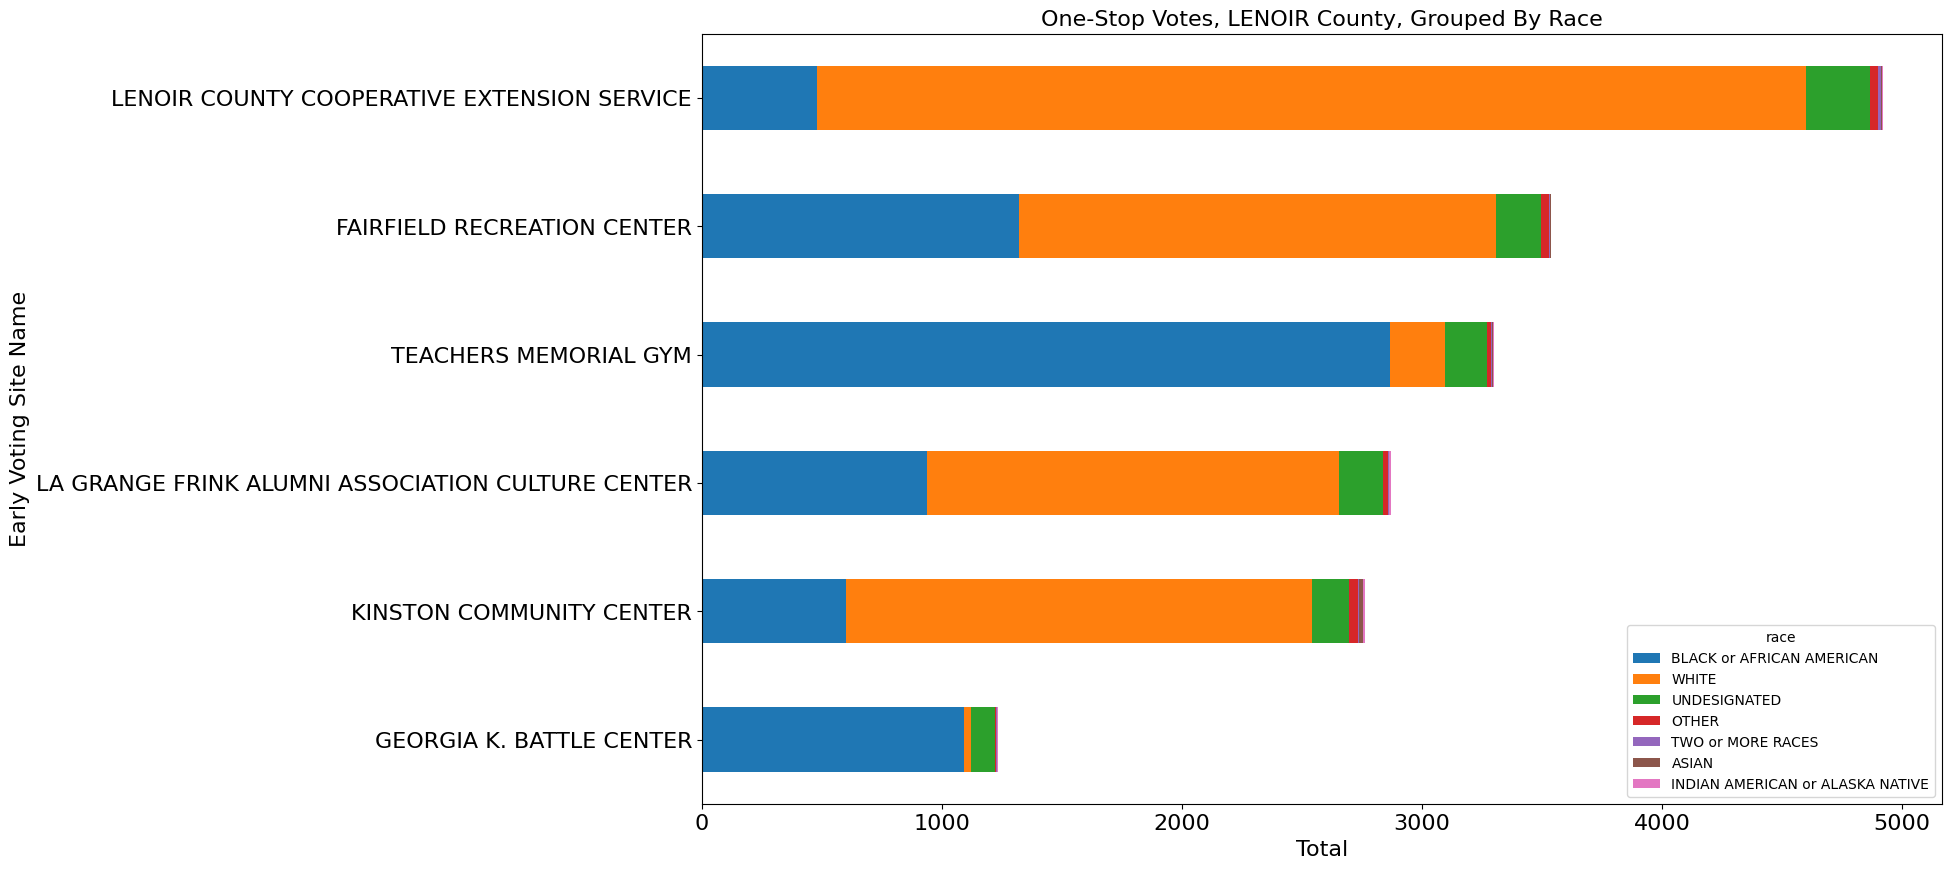 One-Stop Votes, LENOIR County, Grouped By Race
Early Voting Site Name
LENOIR COUNTY COOPERATIVE EXTENSION SERVICE
FAIRFIELD RECREATION CENTER
TEACHERS MEMORIAL GYM
LA GRANGE FRINK ALUMNI ASSOCIATION CULTURE CENTER
KINSTON COMMUNITY CENTER
GEORGIA K. BATTLE CENTER
race
BLACK or AFRICAN AMERICAN
WHITE
UNDESIGNATED
OTHER
TWO or MORE RACES
ASIAN
INDIAN AMERICAN or ALASKA NATIVE
0 1000 2000 3000 4000 5000
Total